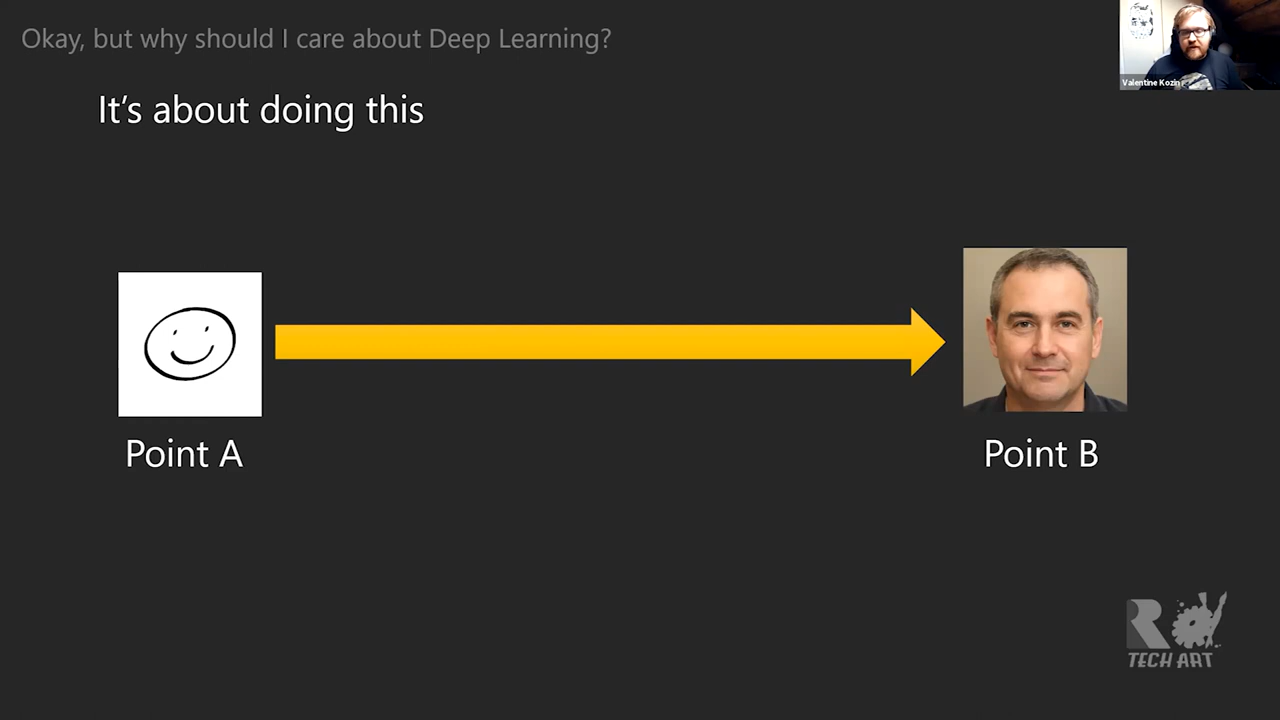 Okay, but why should I care about Deep Learning?
It's about doing this
Valentine Kozin
Point A
Point B
R
TECH ART